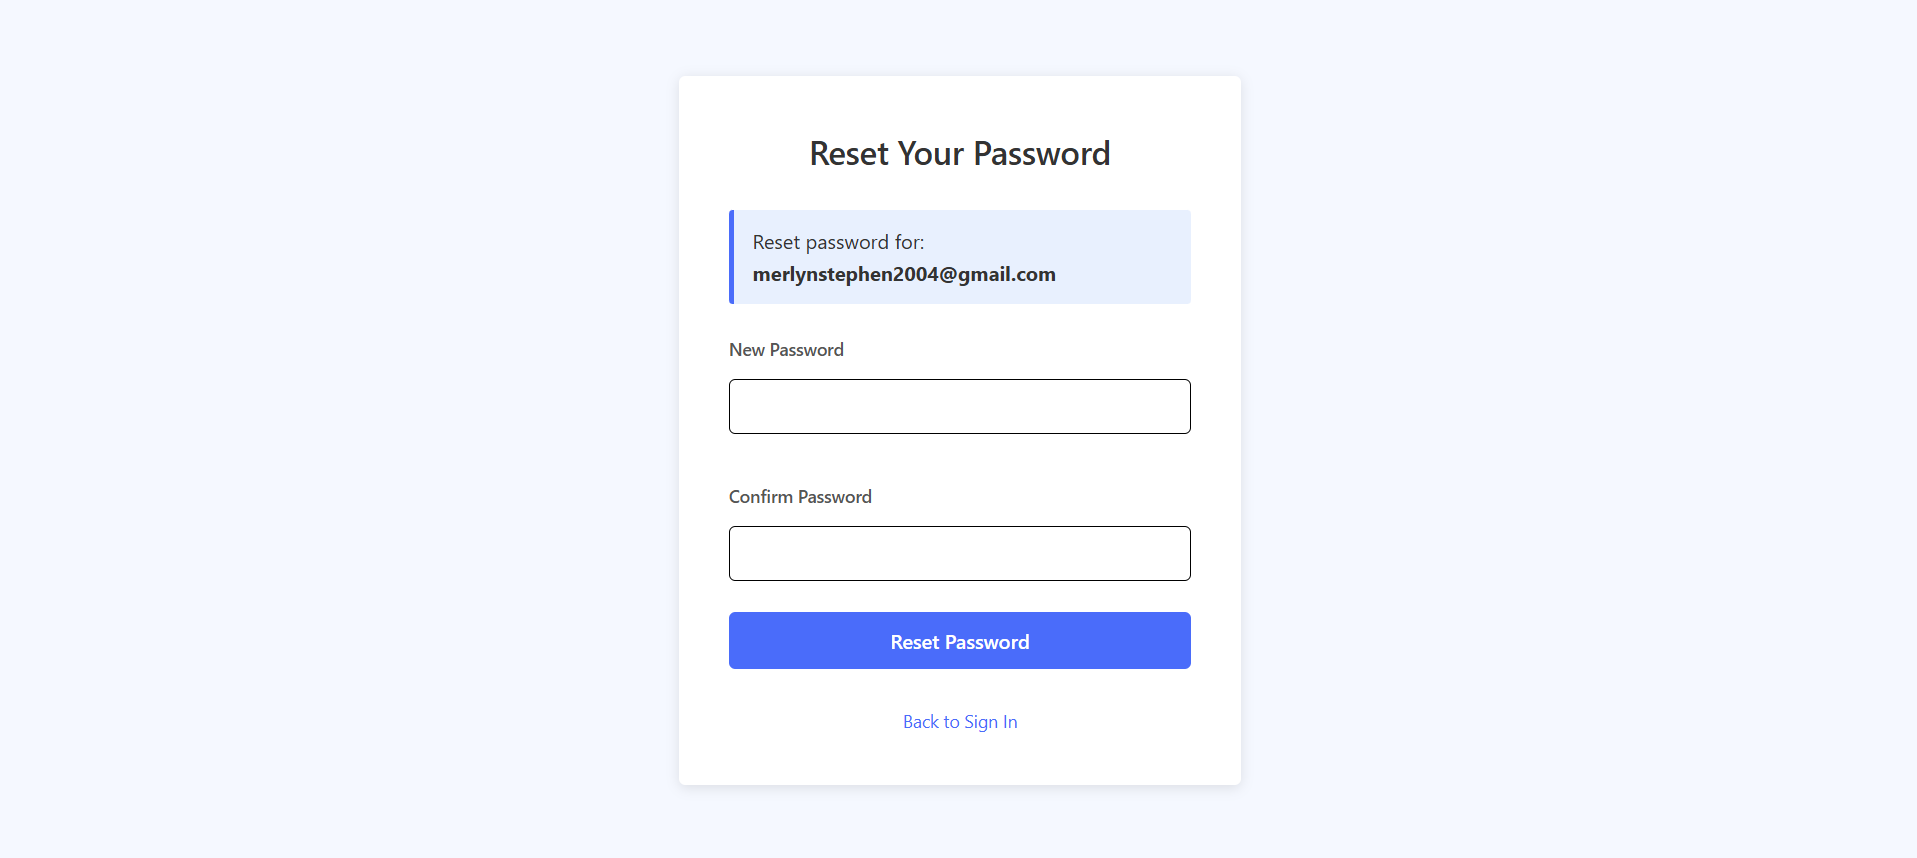 Reset Your Password
Reset password for:
merlynstephen2004@gmail.com
New Password
Confirm Password
Reset Password
Back to Sign In